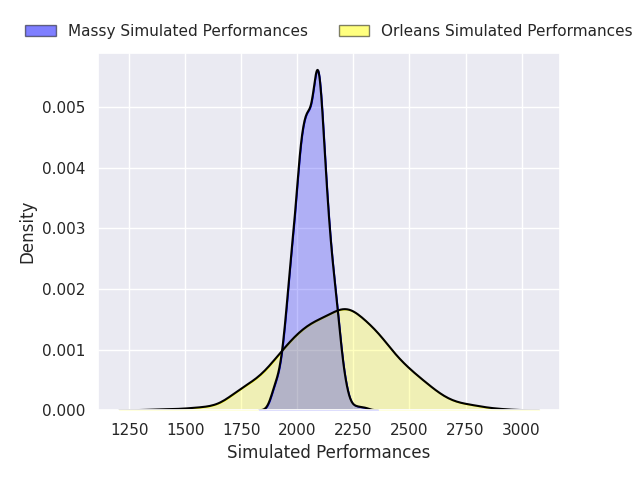 Massy Simulated Performances Orleans Simulated Performances
0.005
0.004
0.003
0.002
0.001
0.000
Density
1250 1500 1750 2000 2250 2500 2750 3000
Simulated Performances